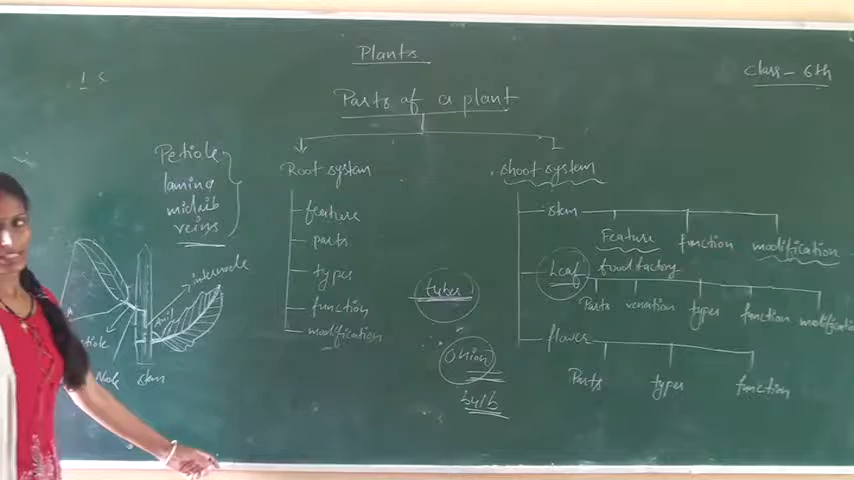 Plants
Class - 6th
Parts of a plant
Petiole
lamina
midrib
veins
Root system
feature
parts
types
function
modification
internode
Node
stem
tuber
Onion
bulb
shoot system
stem
Feature
function
modification
Leaf
food factory
Parts
venation
types
function
flower
Parts
types
function